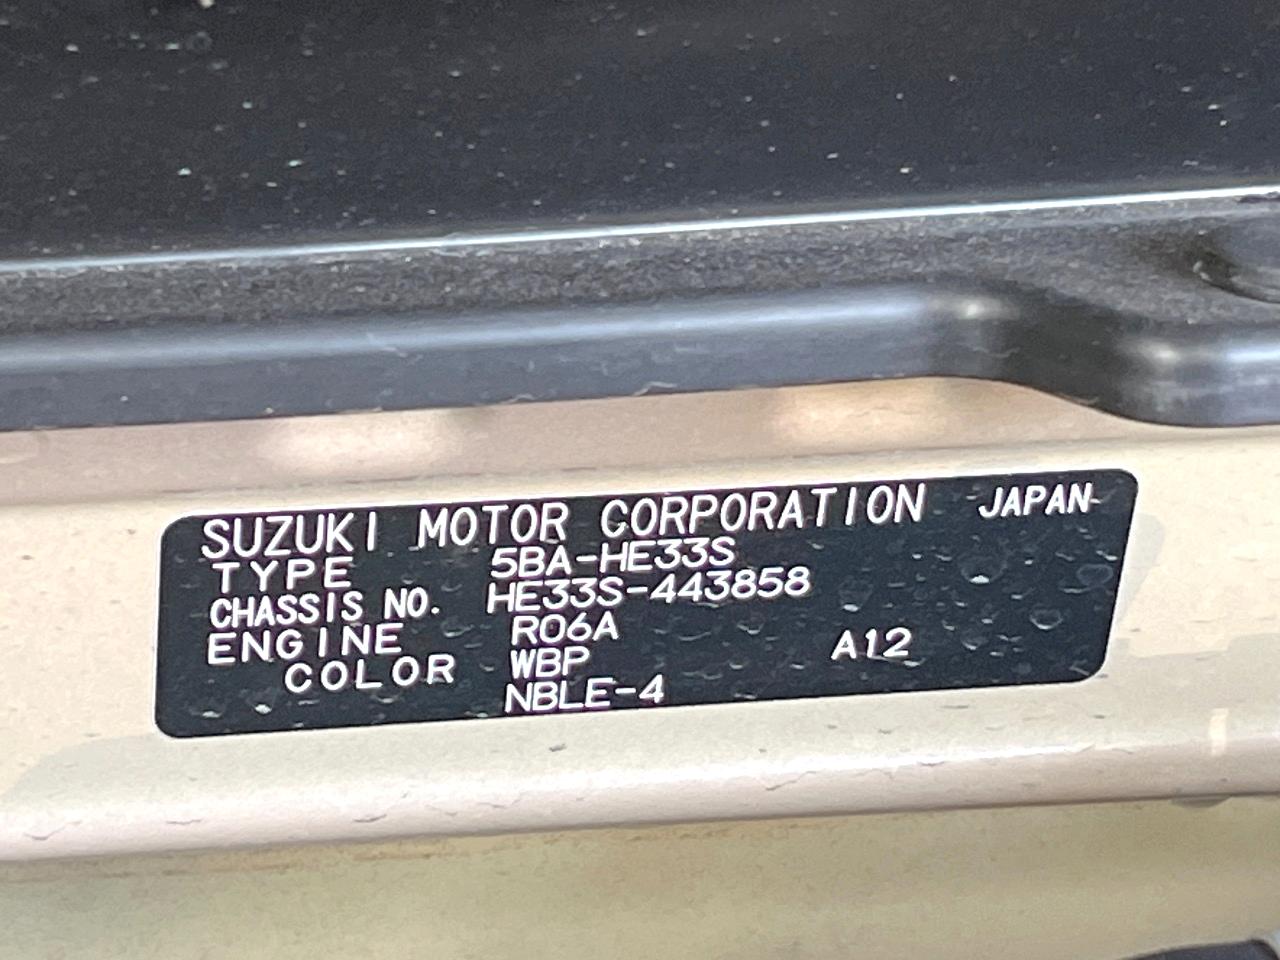 SUZUKI MOTOR CORPORATION JAPAN
TYPE 5BA-HE33S
CHASSIS NO. HE33S-443858
ENGINE R06A
COLOR WBP A12
NBLE-4